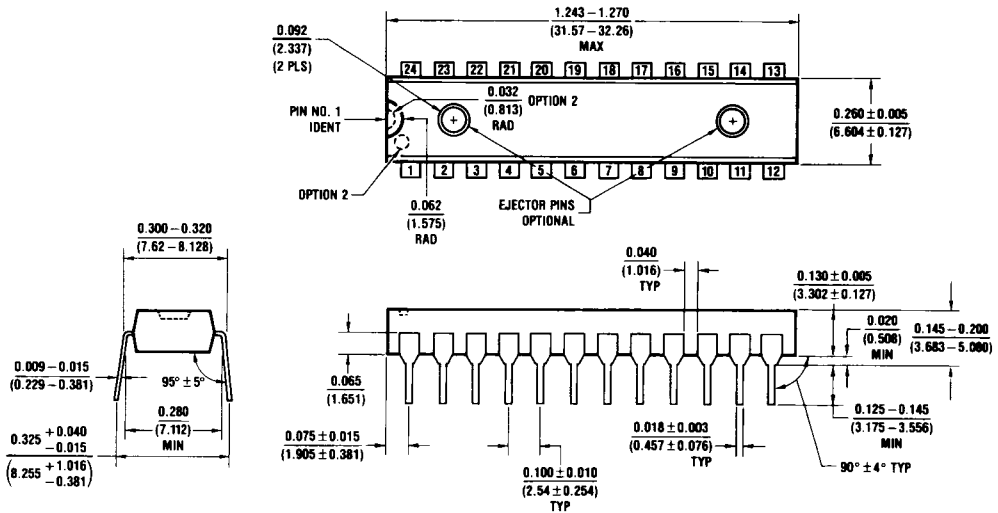 1.243 – 1.270
(31.57 – 32.26)
MAX
0.092
(2.337)
(2 PLS)
24 23 22 21 20 19 18 17 16 15 14 13
0.032
(0.813)
RAD
OPTION 2
PIN NO. 1
IDENT
0.260 ± 0.005
(6.604 ± 0.127)
1 2 3 4 5 6 7 8 9 10 11 12
OPTION 2
0.062
(1.575)
RAD
EJECTOR PINS
OPTIONAL
0.300 – 0.320
(7.62 – 8.128)
0.040
(1.016)
TYP
0.130 ± 0.005
(3.302 ± 0.127)
0.020
(0.508)
MIN
0.145 – 0.200
(3.683 – 5.080)
0.009 – 0.015
(0.229 – 0.381)
95° ± 5°
0.280
(7.112)
MIN
0.325 + 0.040
– 0.015
(8.255 + 1.016
– 0.381)
0.065
(1.651)
0.075 ± 0.015
(1.905 ± 0.381)
0.100 ± 0.010
(2.54 ± 0.254)
TYP
0.018 ± 0.003
(0.457 ± 0.076)
TYP
0.125 – 0.145
(3.175 – 3.556)
MIN
90° ± 4° TYP